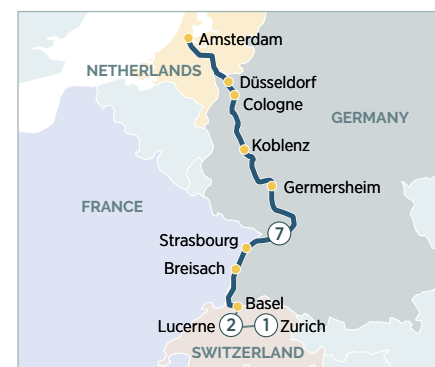 Amsterdam
NETHERLANDS
Düsseldorf
Cologne
GERMANY
Koblenz
Germersheim
FRANCE
7
Strasbourg
Breisach
Basel
Lucerne 2 1 Zurich
SWITZERLAND